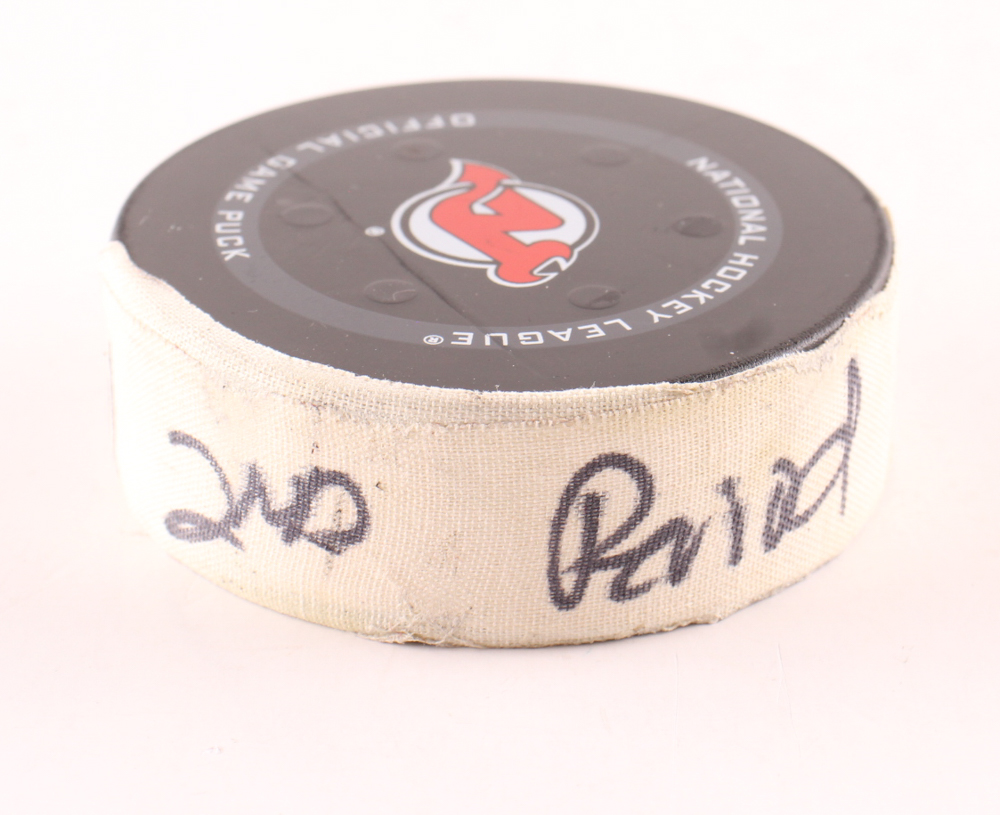 OFFICIAL GAME PUCK
NATIONAL HOCKEY LEAGUE®
®
2ND Period